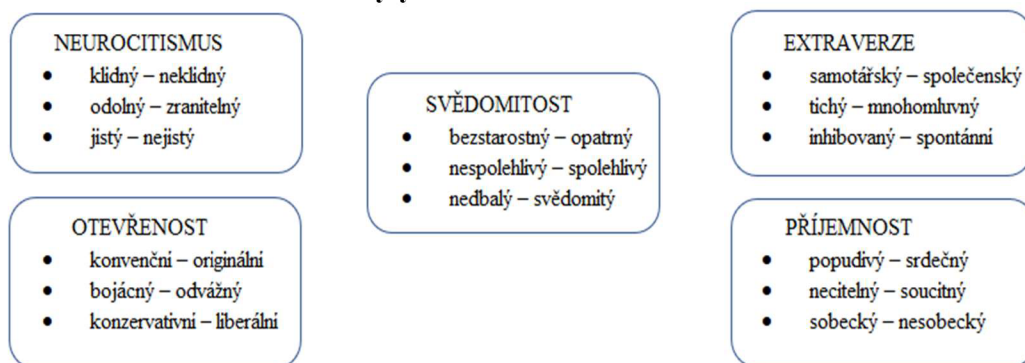 NEUROCITISMUS
• klidný – neklidný
• odolný – zranitelný
• jistý – nejistý
OTEVŘENOST
• konvenční – originální
• bojácný – odvážný
• konzervativní – liberální
SVĚDOMITOST
• bezstarostný – opatrný
• nespolehlivý – spolehlivý
• nedbalý – svědomitý
EXTRAVERZE
• samotářský – společenský
• tichý – mnohomluvný
• inhibovaný – spontánní
PŘÍJEMNOST
• popudivý – srdečný
• necitelný – soucitný
• sobecký – nesobecký